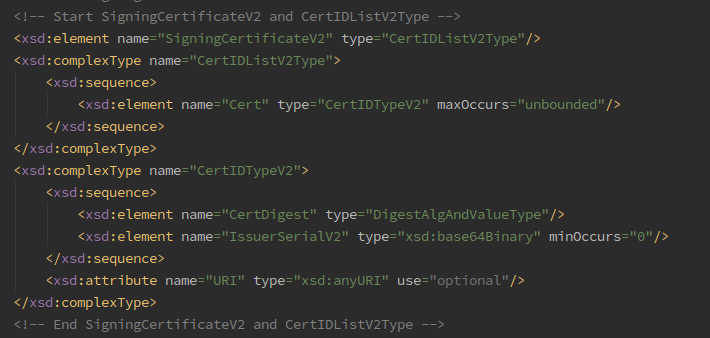 <!-- Start SigningCertificateV2 and CertIDListV2Type -->
<xsd:element name="SigningCertificateV2" type="CertIDListV2Type"/>
<xsd:complexType name="CertIDListV2Type">
<xsd:sequence>
<xsd:element name="Cert" type="CertIDTypeV2" maxOccurs="unbounded"/>
</xsd:sequence>
</xsd:complexType>
<xsd:complexType name="CertIDTypeV2">
<xsd:sequence>
<xsd:element name="CertDigest" type="DigestAlgAndValueType"/>
<xsd:element name="IssuerSerialV2" type="xsd:base64Binary" minOccurs="0"/>
</xsd:sequence>
<xsd:attribute name="URI" type="xsd:anyURI" use="optional"/>
</xsd:complexType>
<!-- End SigningCertificateV2 and CertIDListV2Type -->